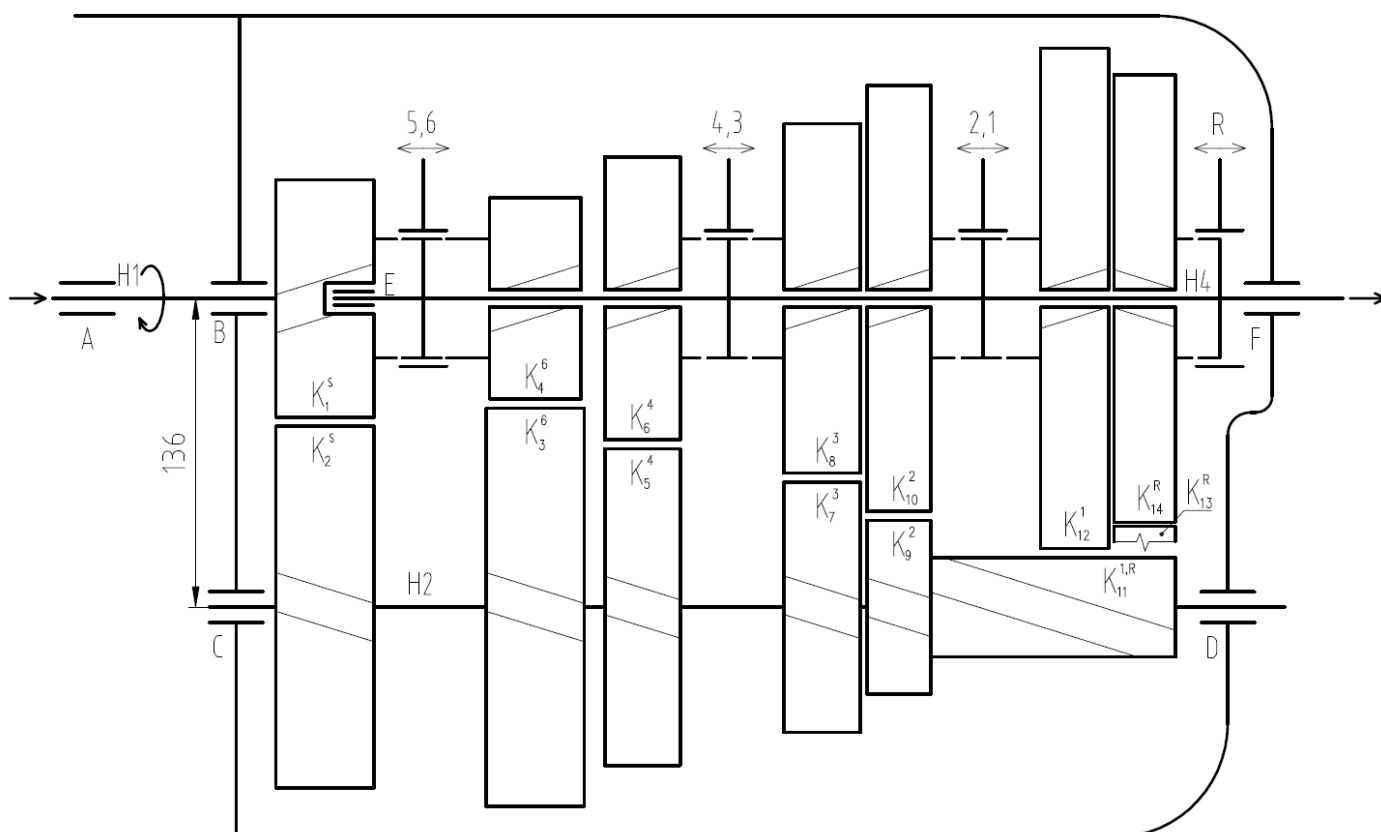 5,6
4,3
2,1
R
H1
A
B
E
H4
F
K₁ˢ
K₂ˢ
K₄⁶
K₃⁶
K₆⁴
K₅⁴
K₈³
K₇³
K₁₀²
K₉²
K₁₂¹
K₁₄ᴿ
K₁₃ᴿ
K₁₁¹,ᴿ
136
H2
C
D